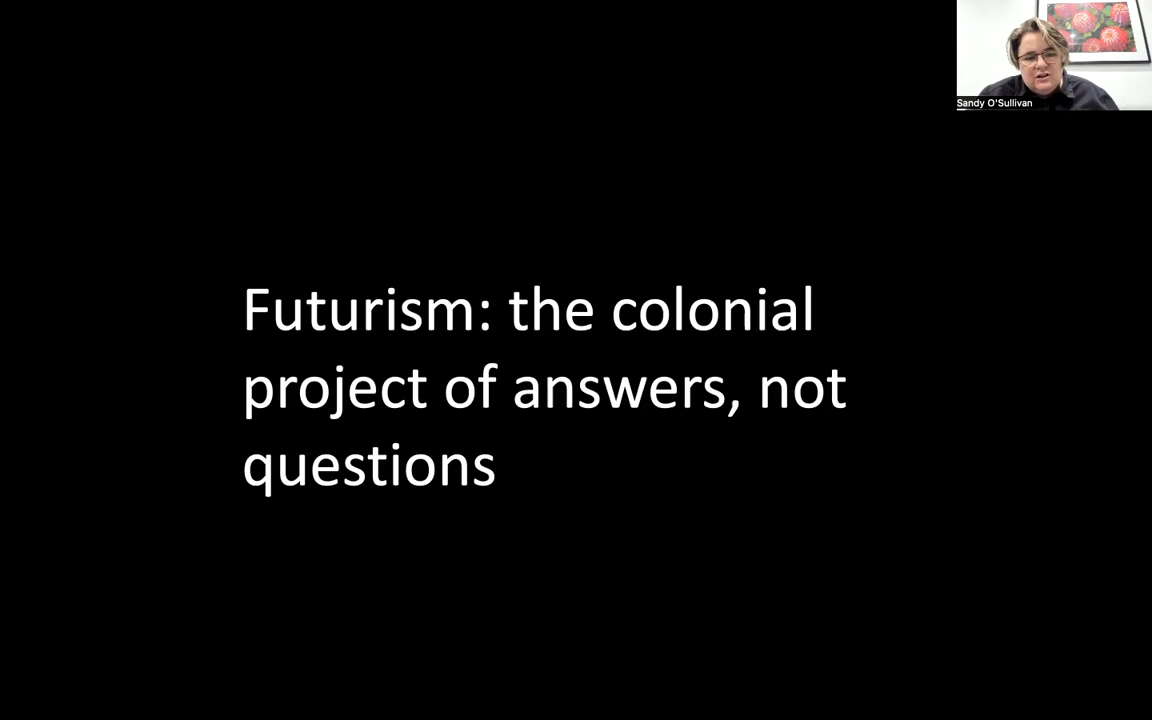 Sandy O'Sullivan
Futurism: the colonial
project of answers, not
questions